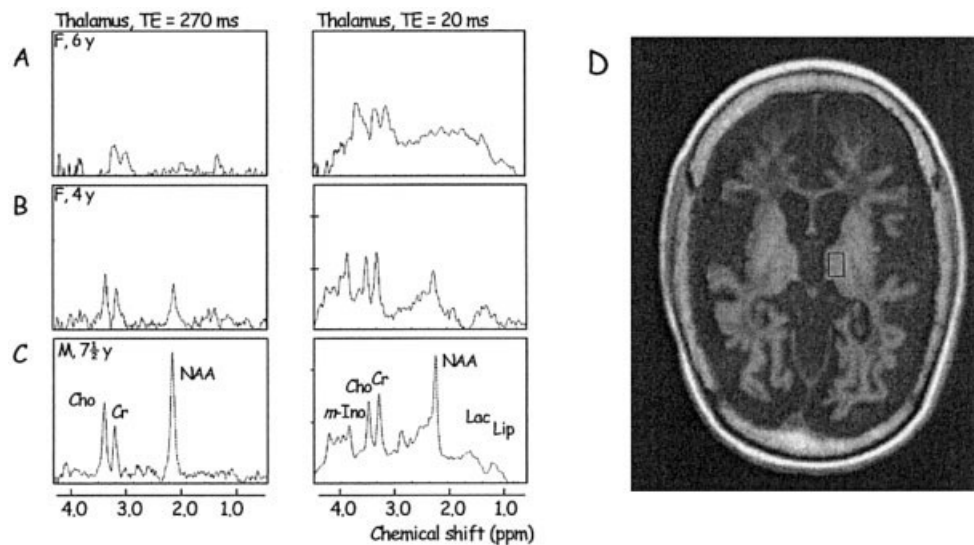 Thalamus, TE = 270 ms
Thalamus, TE = 20 ms
A
F, 6 y
B
F, 4 y
C
M, 7½ y
Cho
Cr
NAA
m-Ino
Cho
Cr
NAA
Lac
Lip
4.0 3.0 2.0 1.0
4.0 3.0 2.0 1.0
Chemical shift (ppm)
D